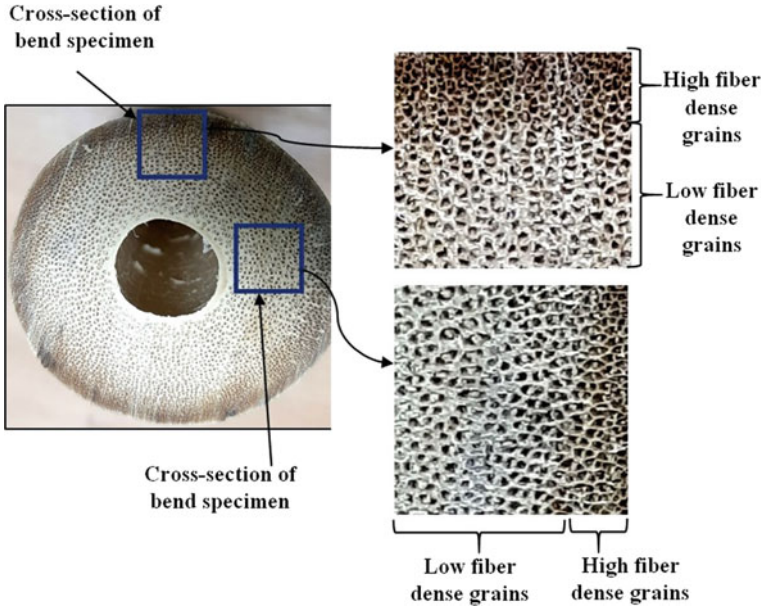 Cross-section of
bend specimen
High fiber
dense
grains
Low fiber
dense
grains
Cross-section of
bend specimen
Low fiber
dense grains
High fiber
dense grains